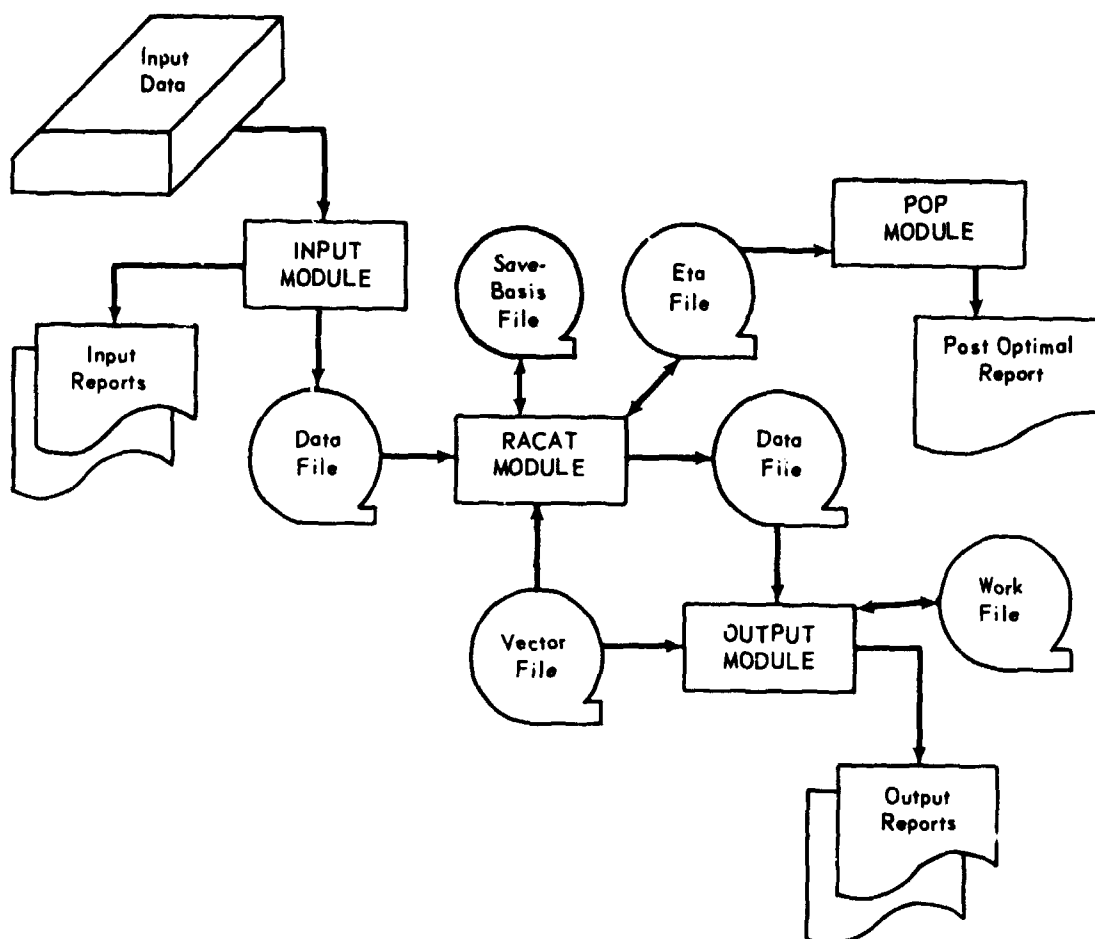 Input
Data
INPUT
MODULE
Input
Reports
Data
File
Save-
Basis
File
Eta
File
POP
MODULE
Post Optimal
Report
RACAT
MODULE
Data
File
Vector
File
OUTPUT
MODULE
Work
File
Output
Reports